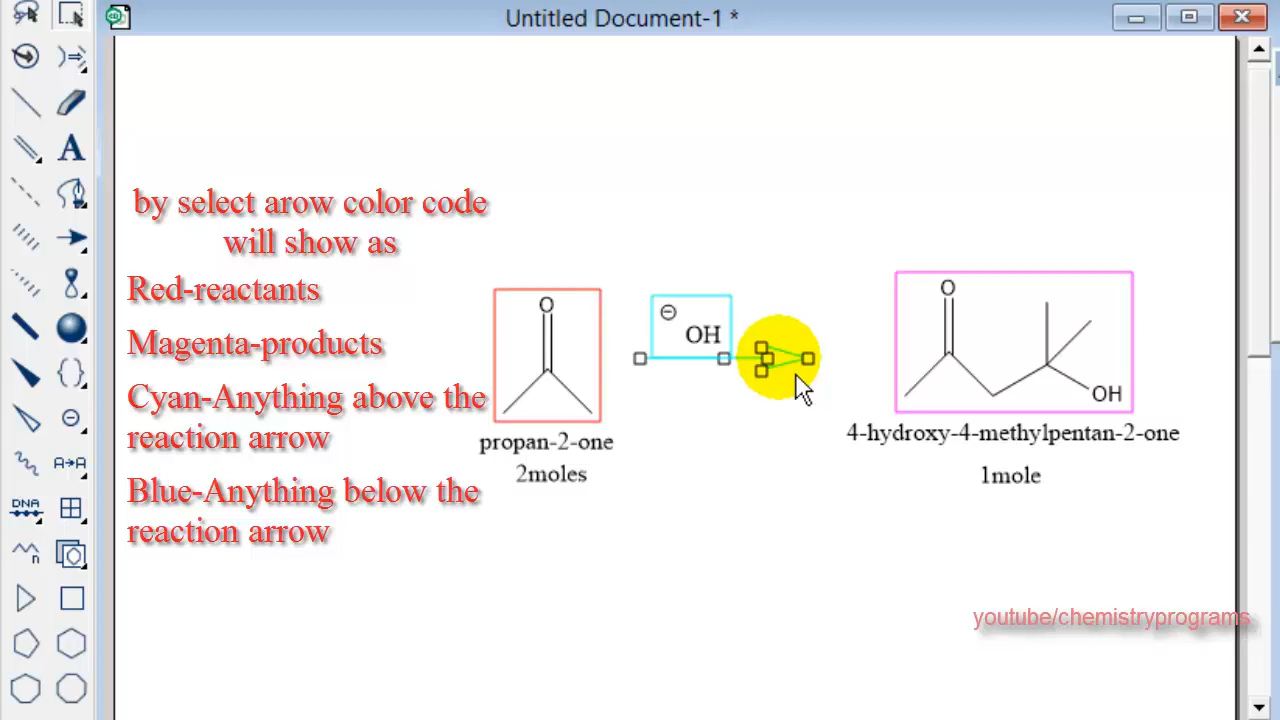 Untitled Document-1 *
by select arow color code
will show as
Red-reactants
Magenta-products
Cyan-Anything above the
reaction arrow
Blue-Anything below the
reaction arrow
O
propan-2-one
2moles
⊖
OH
O
OH
4-hydroxy-4-methylpentan-2-one
1mole
A
A→A
DNA
n
youtube/chemistryprograms